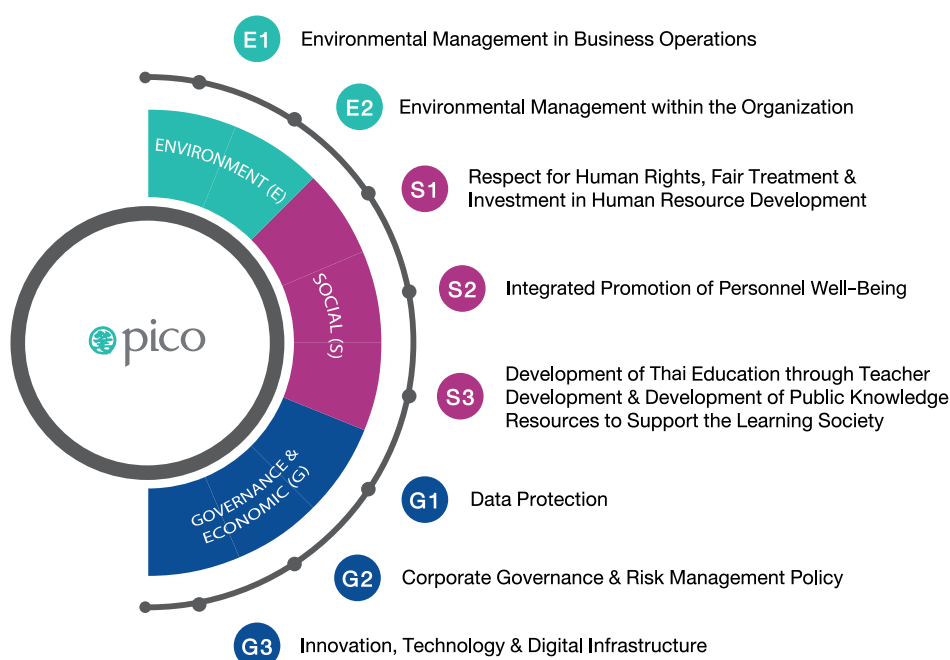 E1 Environmental Management in Business Operations
E2 Environmental Management within the Organization
ENVIRONMENT (E)
S1 Respect for Human Rights, Fair Treatment &
Investment in Human Resource Development
SOCIAL (S)
S2 Integrated Promotion of Personnel Well-Being
pico
S3 Development of Thai Education through Teacher
Development & Development of Public Knowledge
Resources to Support the Learning Society
GOVERNANCE &
ECONOMIC (G)
G1 Data Protection
G2 Corporate Governance & Risk Management Policy
G3 Innovation, Technology & Digital Infrastructure